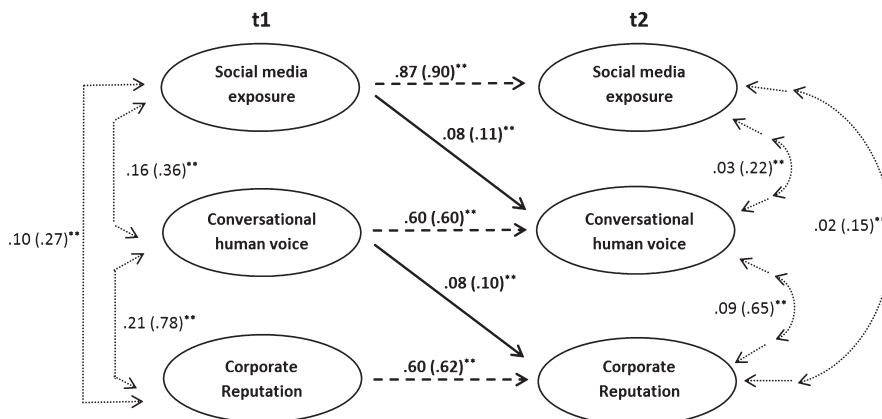 t1
t2
Social media
exposure
.87 (.90)**
Social media
exposure
.08 (.11)**
.16 (.36)**
.03 (.22)**
Conversational
human voice
.60 (.60)**
Conversational
human voice
.10 (.27)**
.02 (.15)**
.08 (.10)**
.21 (.78)**
.09 (.65)**
Corporate
Reputation
.60 (.62)**
Corporate
Reputation